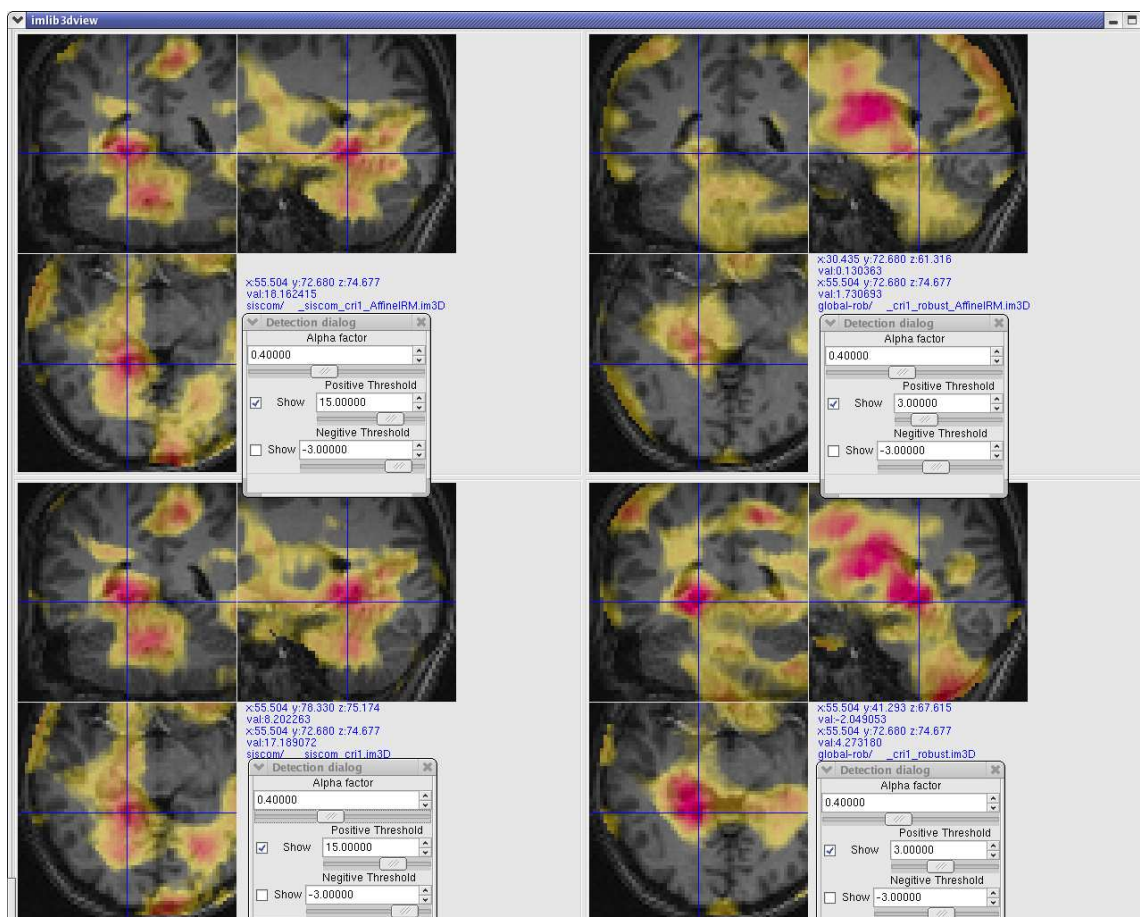 imlib3dview
x:55.504 y:72.680 z:74.677
val:18.162415
siscom/ _siscom_cri1_AffineIRM.im3D
Detection dialog
Alpha factor
0.40000
Positive Threshold
Show 15.00000
Negitive Threshold
Show -3.00000
x:30.435 y:72.680 z:61.316
val:0.130363
x:55.504 y:72.680 z:74.677
val:1.730693
global-rob/ _cri1_robust_AffineIRM.im3D
Detection dialog
Alpha factor
0.40000
Positive Threshold
Show 3.00000
Negitive Threshold
Show -3.00000
x:55.504 y:78.330 z:75.174
val:8.202263
x:55.504 y:72.680 z:74.677
val:17.189072
siscom/ siscom_cri1.im3D
Detection dialog
Alpha factor
0.40000
Positive Threshold
Show 15.00000
Negitive Threshold
Show -3.00000
x:55.504 y:41.293 z:67.615
val:-2.049053
x:55.504 y:72.680 z:74.677
val:4.273180
global-rob/ _cri1_robust.im3D
Detection dialog
Alpha factor
0.40000
Positive Threshold
Show 3.00000
Negitive Threshold
Show -3.00000